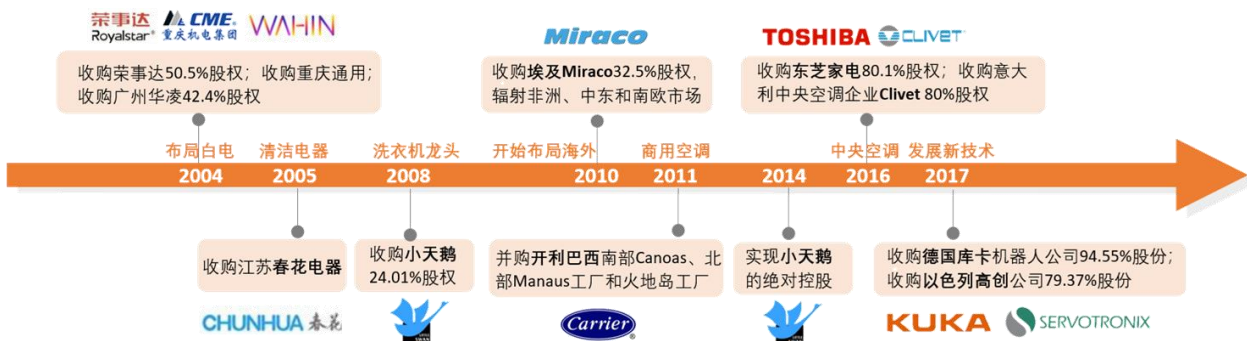 荣事达
Royalstar®
CME.
重庆机电集团
WAHIN
Miraco
TOSHIBA
CLIVET
收购荣事达50.5%股权；收购重庆通用；
收购广州华凌42.4%股权
收购埃及Miraco32.5%股权，
辐射非洲、中东和南欧市场
收购东芝家电80.1%股权；收购意大
利中央空调企业Clivet 80%股权
布局白电
清洁电器
洗衣机龙头
开始布局海外
商用空调
中央空调
发展新技术
2004
2005
2008
2010
2011
2014
2016
2017
收购江苏春花电器
收购小天鹅
24.01%股权
并购开利巴西南部Canoas、北
部Manaus工厂和火地岛工厂
实现小天鹅
的绝对控股
收购德国库卡机器人公司94.55%股份；
收购以色列高创公司79.37%股份
CHUNHUA 春花
Carrier®
KUKA
SERVOTRONIX